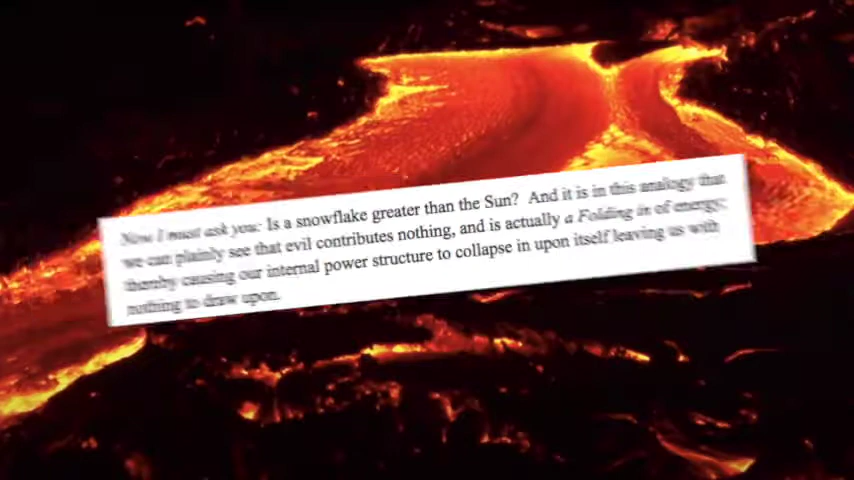 Now I must ask you: Is a snowflake greater than the Sun? And it is in this analogy that
we can plainly see that evil contributes nothing, and is actually a Folding in of energy;
thereby causing our internal power structure to collapse in upon itself leaving us with
nothing to draw upon.